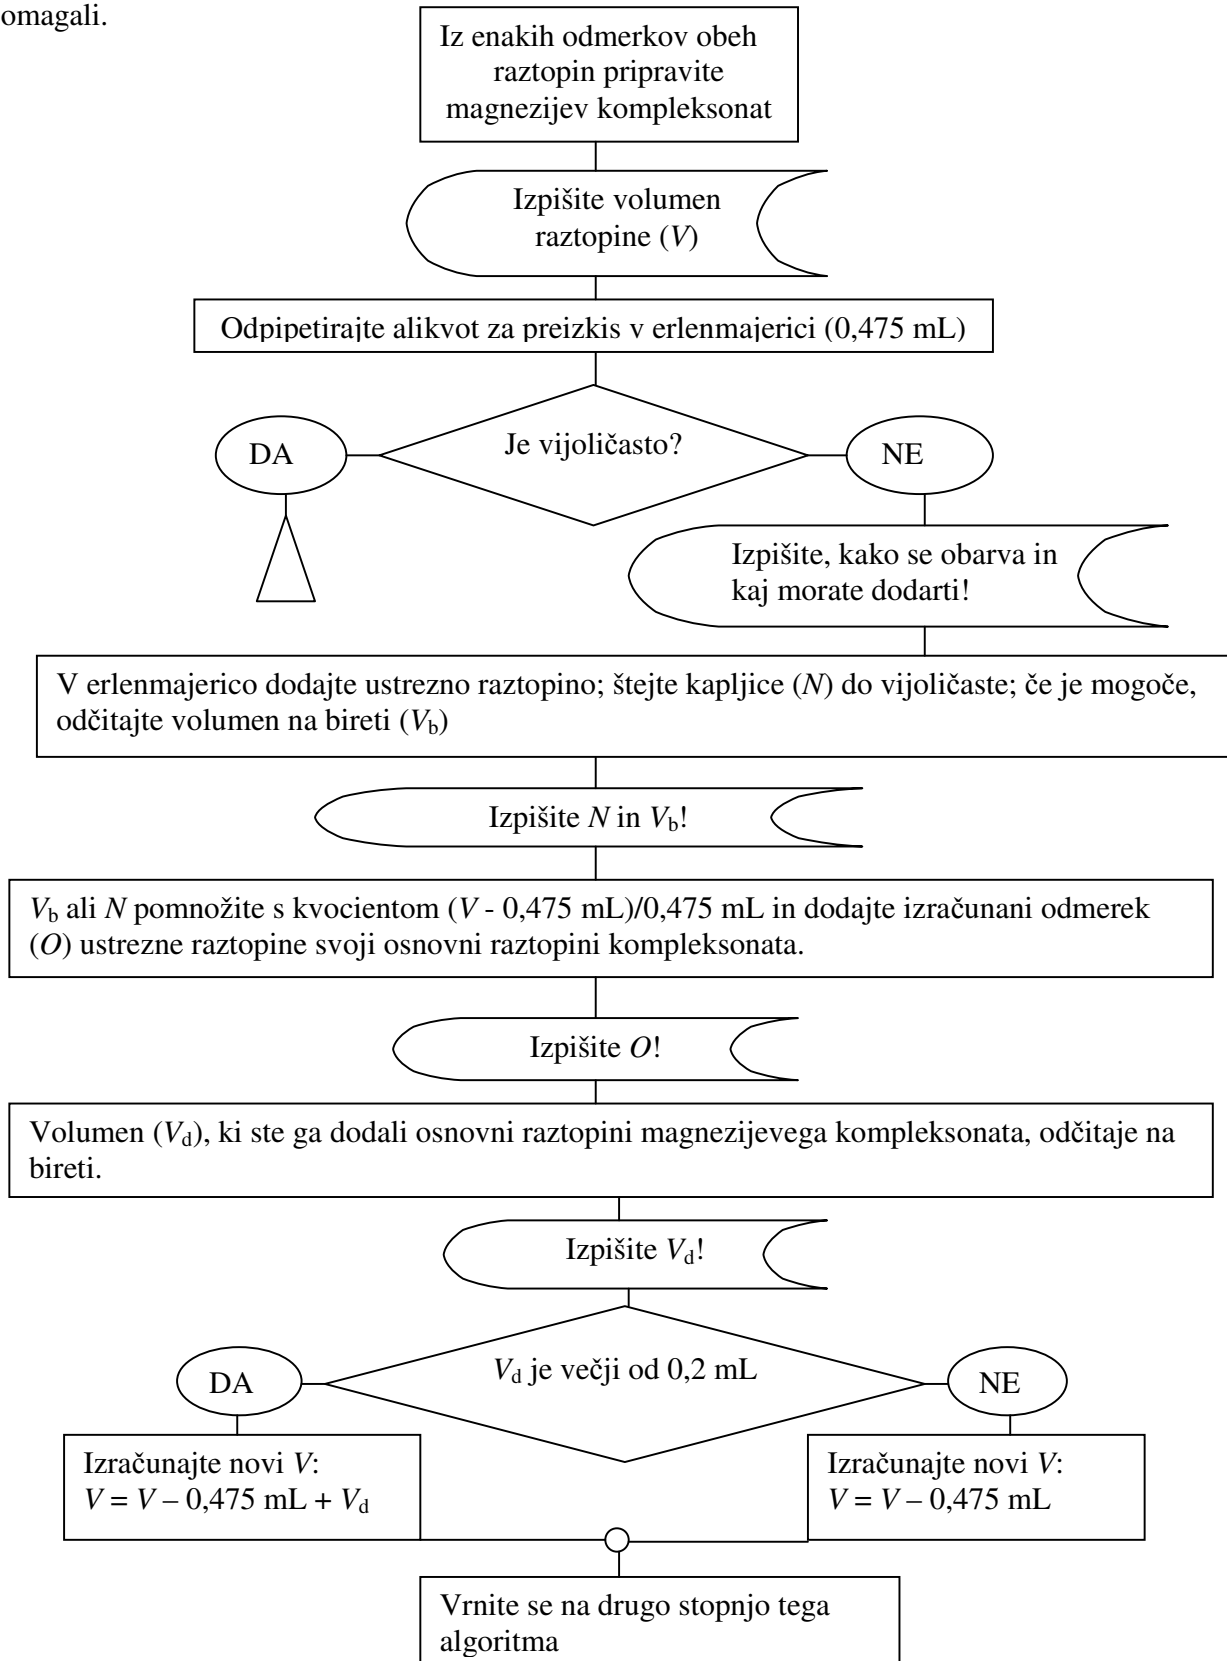 omagali.
Iz enakih odmerkov obeh
raztopin pripravite
magnezijev kompleksonat
Izpišite volumen
raztopine (V)
Odpipetirajte alikvot za preizkis v erlenmajerici (0,475 mL)
Je vijoličasto?
DA
NE
Izpišite, kako se obarva in
kaj morate dodarti!
V erlenmajerico dodajte ustrezno raztopino; štejte kapljice (N) do vijoličaste; če je mogoče,
odčitajte volumen na bireti (Vb)
Izpišite N in Vb!
Vb ali N pomnožite s kvocientom (V - 0,475 mL)/0,475 mL in dodajte izračunani odmerek
(O) ustrezne raztopine svoji osnovni raztopini kompleksonata.
Izpišite O!
Volumen (Vd), ki ste ga dodali osnovni raztopini magnezijevega kompleksonata, odčitaje na
bireti.
Izpišite Vd!
Vd je večji od 0,2 mL
DA
NE
Izračunajte novi V:
V = V – 0,475 mL + Vd
Izračunajte novi V:
V = V – 0,475 mL
Vrnite se na drugo stopnjo tega
algoritma